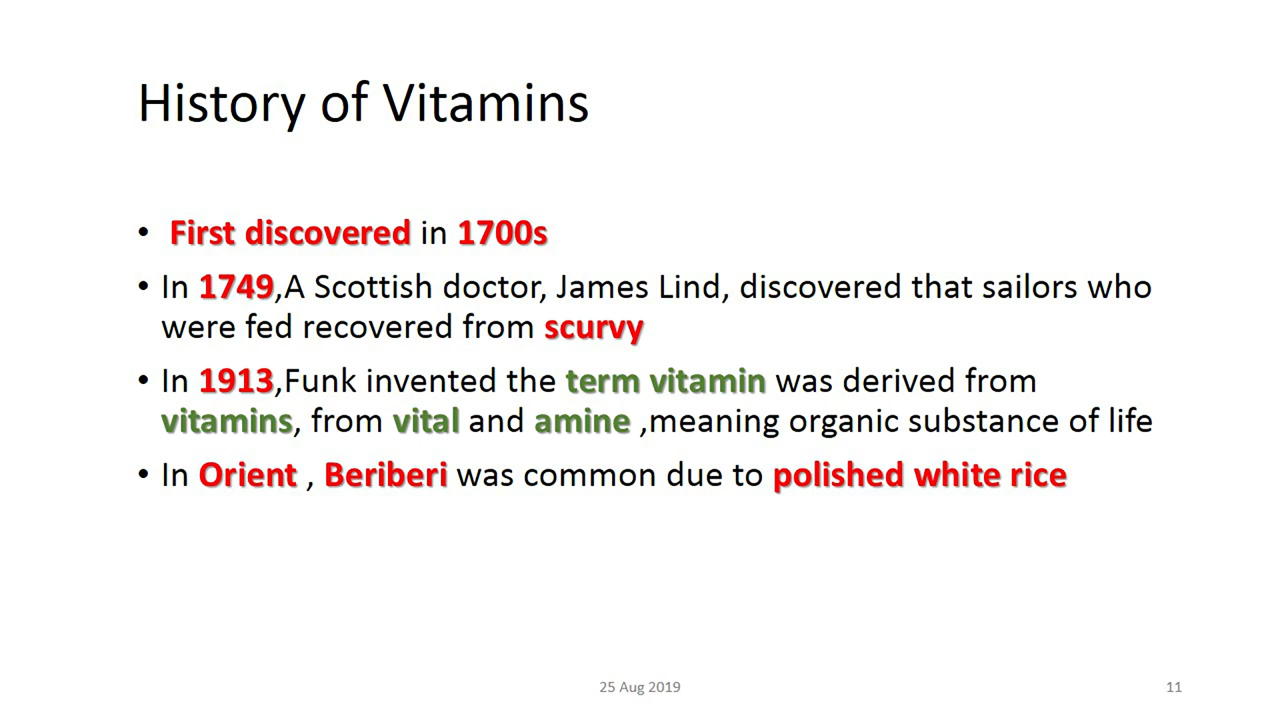 History of Vitamins
• First discovered in 1700s
• In 1749,A Scottish doctor, James Lind, discovered that sailors who
were fed recovered from scurvy
• In 1913,Funk invented the term vitamin was derived from
vitamins, from vital and amine ,meaning organic substance of life
• In Orient , Beriberi was common due to polished white rice
25 Aug 2019
11